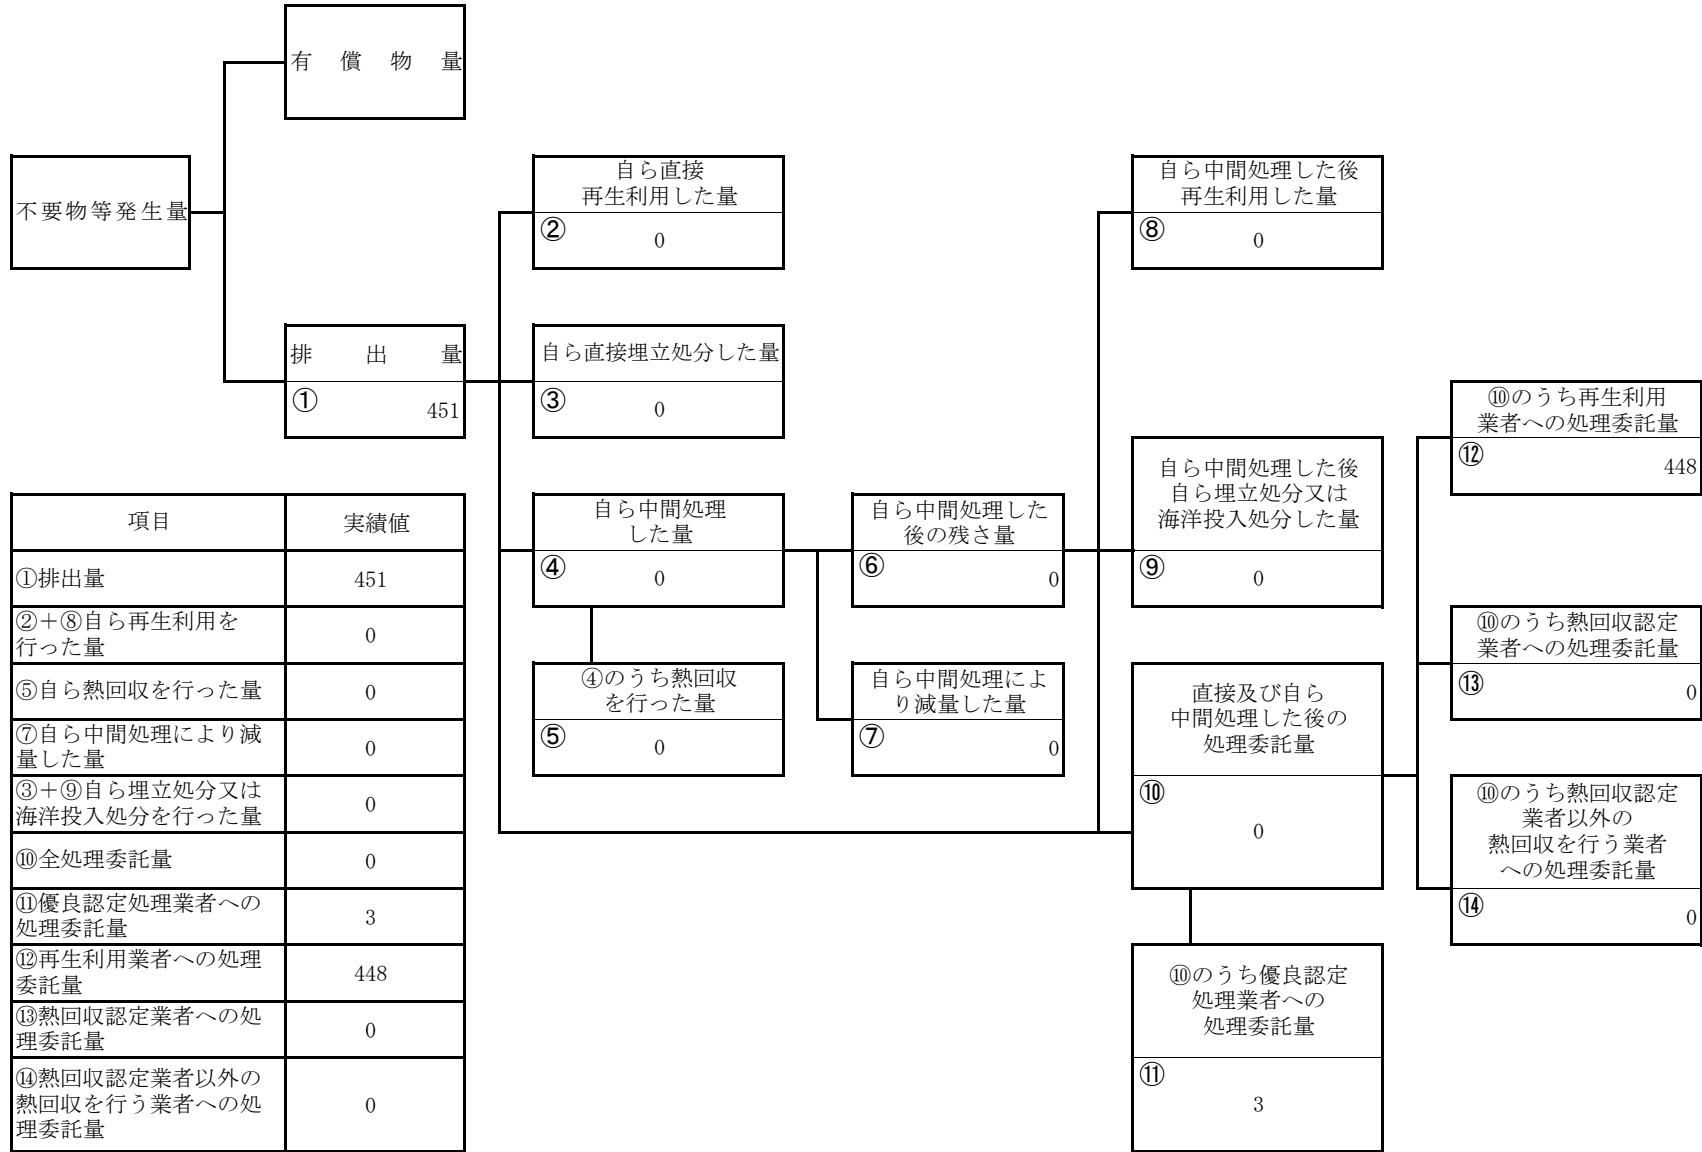 有償物量
不要物等発生量
排出量
①
451
自ら直接
再生利用した量
②
0
自ら直接埋立処分した量
③
0
自ら中間処理
した量
④
0
④のうち熱回収
を行った量
⑤
0
自ら中間処理した
後の残さ量
⑥
0
自ら中間処理によ
り減量した量
⑦
0
自ら中間処理した後
再生利用した量
⑧
0
自ら中間処理した後
自ら埋立処分又は
海洋投入処分した量
⑨
0
直接及び自ら
中間処理した後の
処理委託量
⑩
0
⑩のうち優良認定
処理業者への
処理委託量
⑪
3
⑩のうち再生利用
業者への処理委託量
⑫
448
⑩のうち熱回収認定
業者への処理委託量
⑬
0
⑩のうち熱回収認定
業者以外の
熱回収を行う業者
への処理委託量
⑭
0
項目 実績値
①排出量 451
②+⑧自ら再生利用を
行った量 0
⑤自ら熱回収を行った量 0
⑦自ら中間処理により減
量した量 0
③+⑨自ら埋立処分又は
海洋投入処分を行った量 0
⑩全処理委託量 0
⑪優良認定処理業者への
処理委託量 3
⑫再生利用業者への処理
委託量 448
⑬熱回収認定業者への処
理委託量 0
⑭熱回収認定業者以外の
熱回収を行う業者への処
理委託量 0